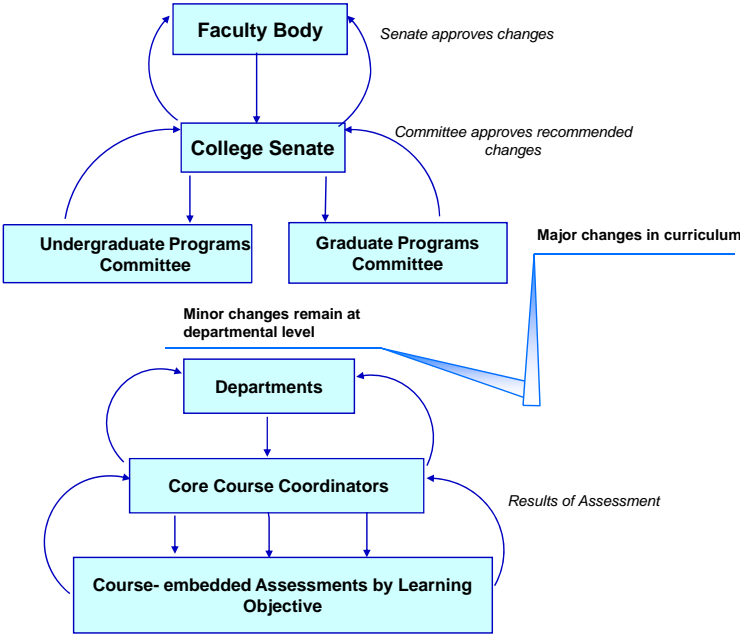 Faculty Body
Senate approves changes
College Senate
Committee approves recommended
changes
Undergraduate Programs
Committee
Graduate Programs
Committee
Major changes in curriculum
Minor changes remain at
departmental level
Departments
Core Course Coordinators
Results of Assessment
Course- embedded Assessments by Learning
Objective